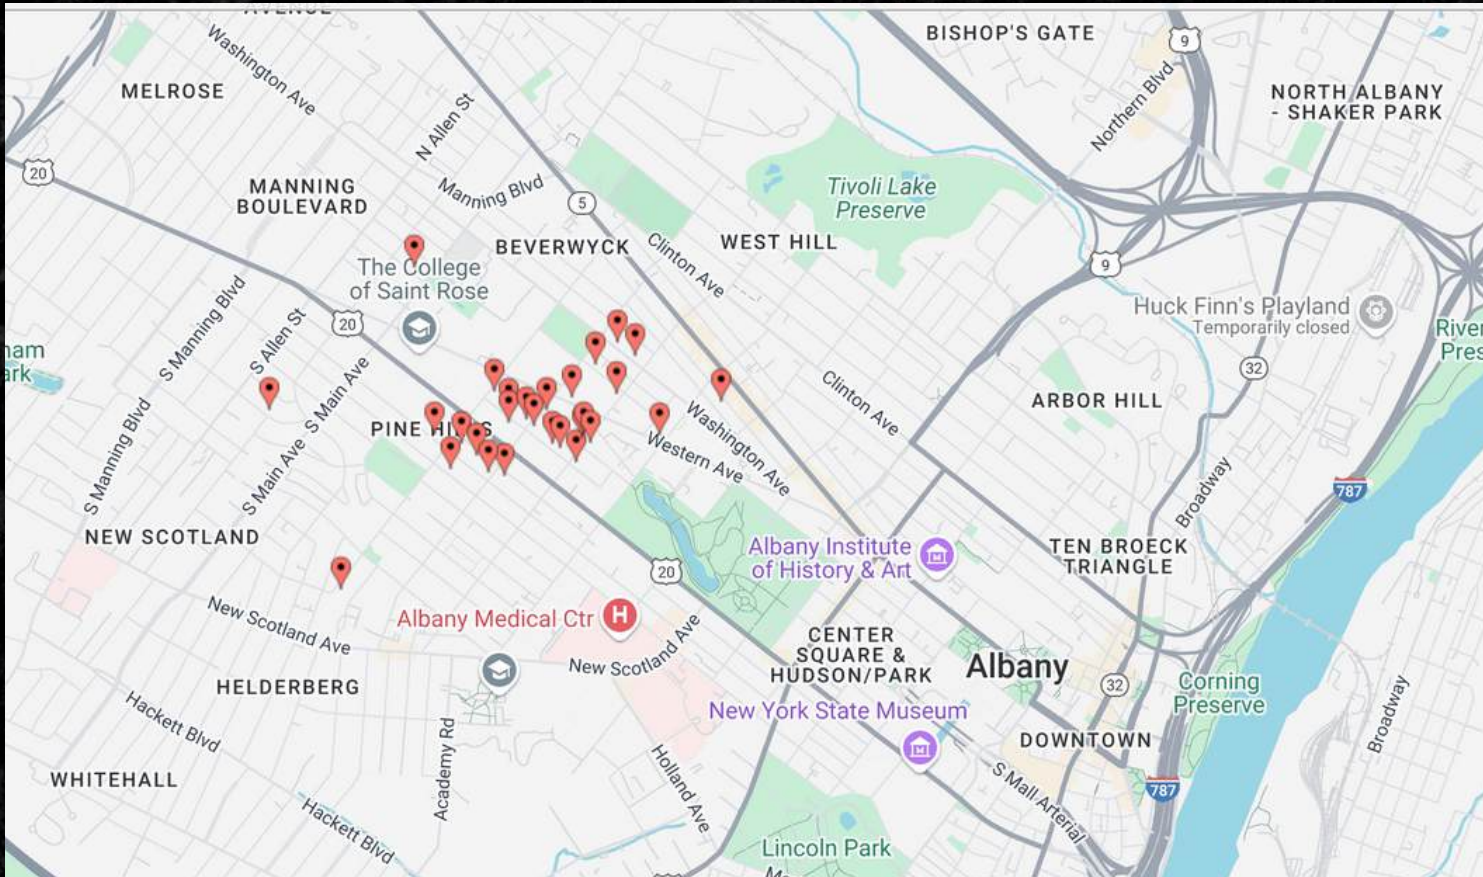 AVENUE
Washington Ave
MELROSE
N Allen St
BISHOP'S GATE
9
Northern Blvd
NORTH ALBANY
- SHAKER PARK
20
MANNING
BOULEVARD
Manning Blvd
5
Tivoli Lake
Preserve
BEVERWYCK
Clinton Ave
WEST HILL
9
The College
of Saint Rose
S Manning Blvd
S Allen St
20
Huck Finn's Playland
Temporarily closed
32
S Main Ave
Clinton Ave
ARBOR HILL
PINE
Washington Ave
Western Ave
S Manning Blvd
S Main Ave
Broadway
787
NEW SCOTLAND
Albany Institute
of History & Art
TEN BROECK
TRIANGLE
20
New Scotland Ave
Albany Medical Ctr
H
New Scotland Ave
CENTER
SQUARE &
HUDSON/PARK
Albany
32
Corning
Preserve
HELDERBERG
Hackett Blvd
New York State Museum
DOWNTOWN
Broadway
WHITEHALL
Academy Rd
Holland Ave
S Mall Arterial
787
Hackett Blvd
Lincoln Park